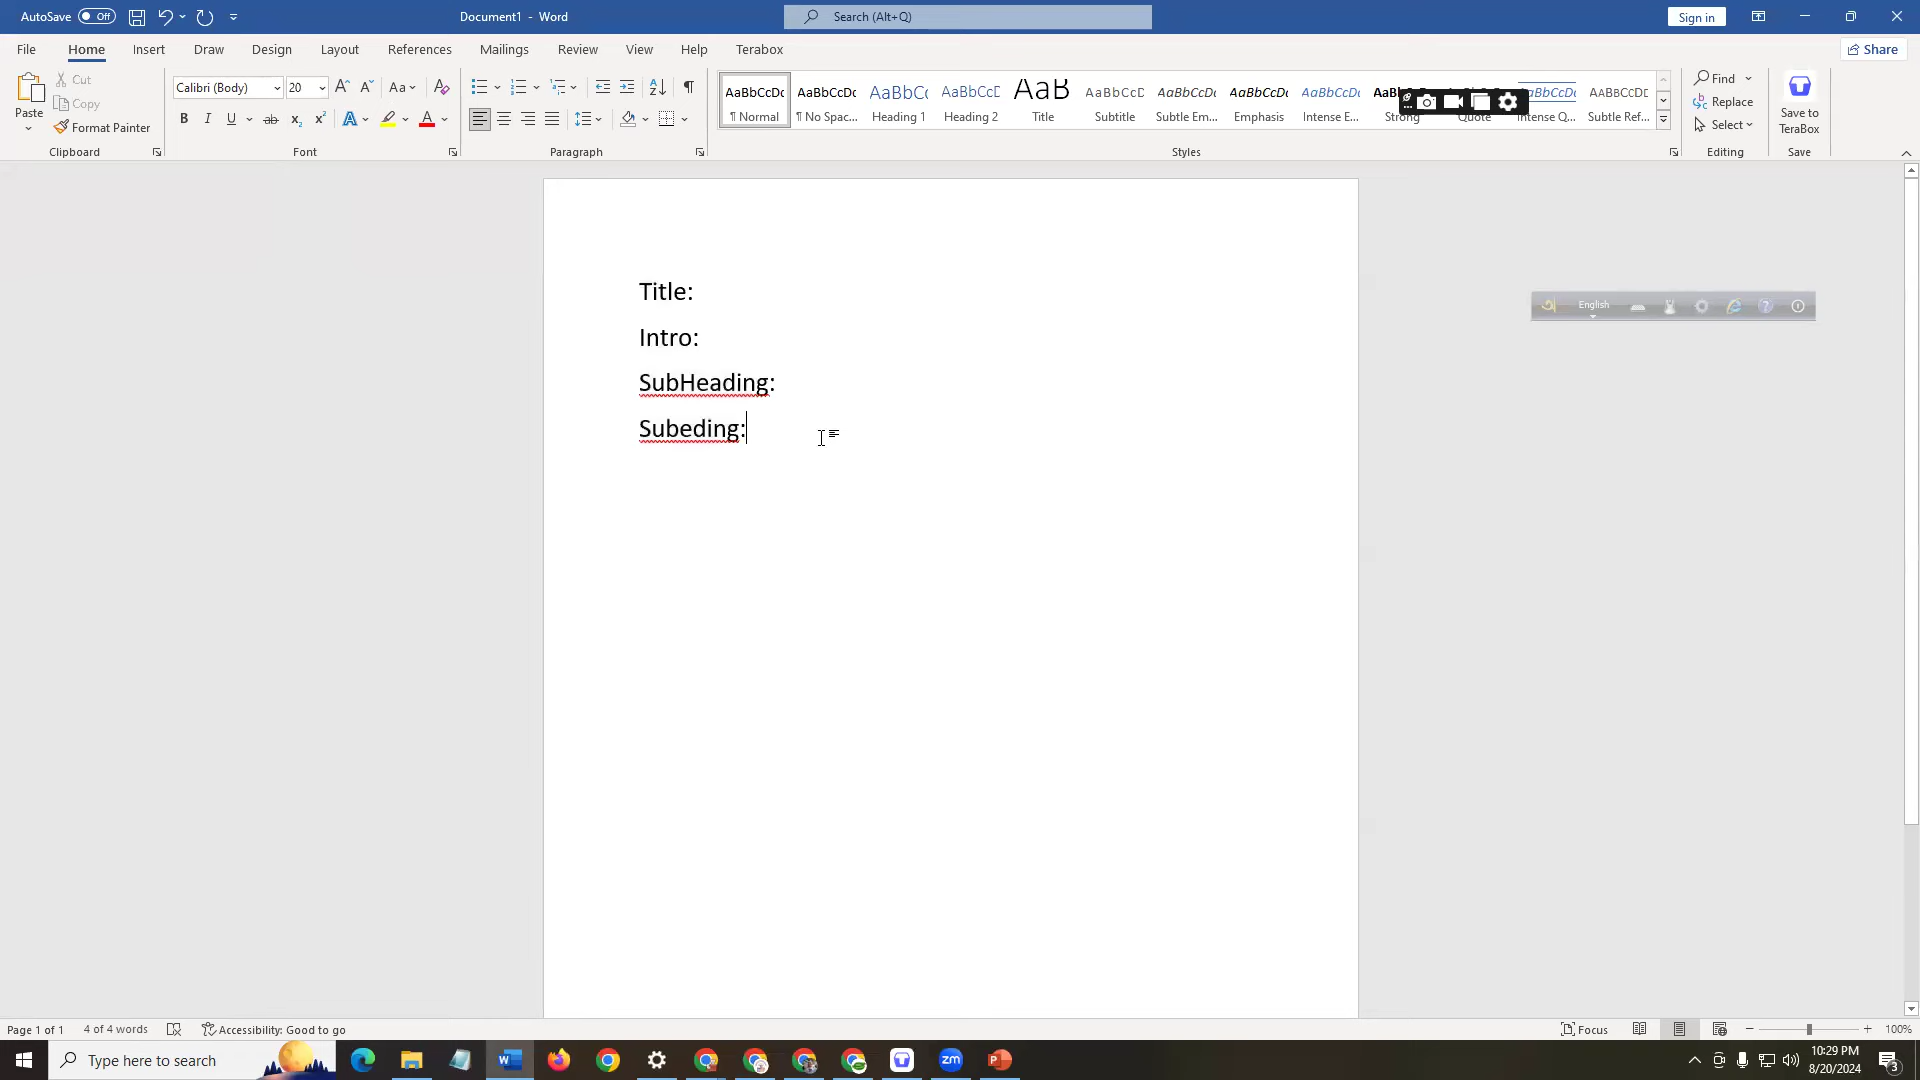 AutoSave Off Document1 - Word Search (Alt+Q) Sign in
File Home Insert Draw Design Layout References Mailings Review View Help Terabox Share
Paste
Cut
Copy
Format Painter
Clipboard
Calibri (Body) 20
Font
Paragraph
AaBbCcDc AaBbCcDc AaBbCc AaBbCcD AaB AaBbCcD AaBbCcDc AaBbCcDc AaBbCcDc AABBCCDE
¶ Normal ¶ No Spac... Heading 1 Heading 2 Title Subtitle Subtle Em... Emphasis Intense E... Strong Quote Intense Q... Subtle Ref...
Styles
Find
Replace
Select
Editing
Save to
TeraBox
Save
English
Title:
Intro:
SubHeading:
Subeding:
Page 1 of 1 4 of 4 words Accessibility: Good to go Focus 100%
Type here to search
10:29 PM
8/20/2024
3